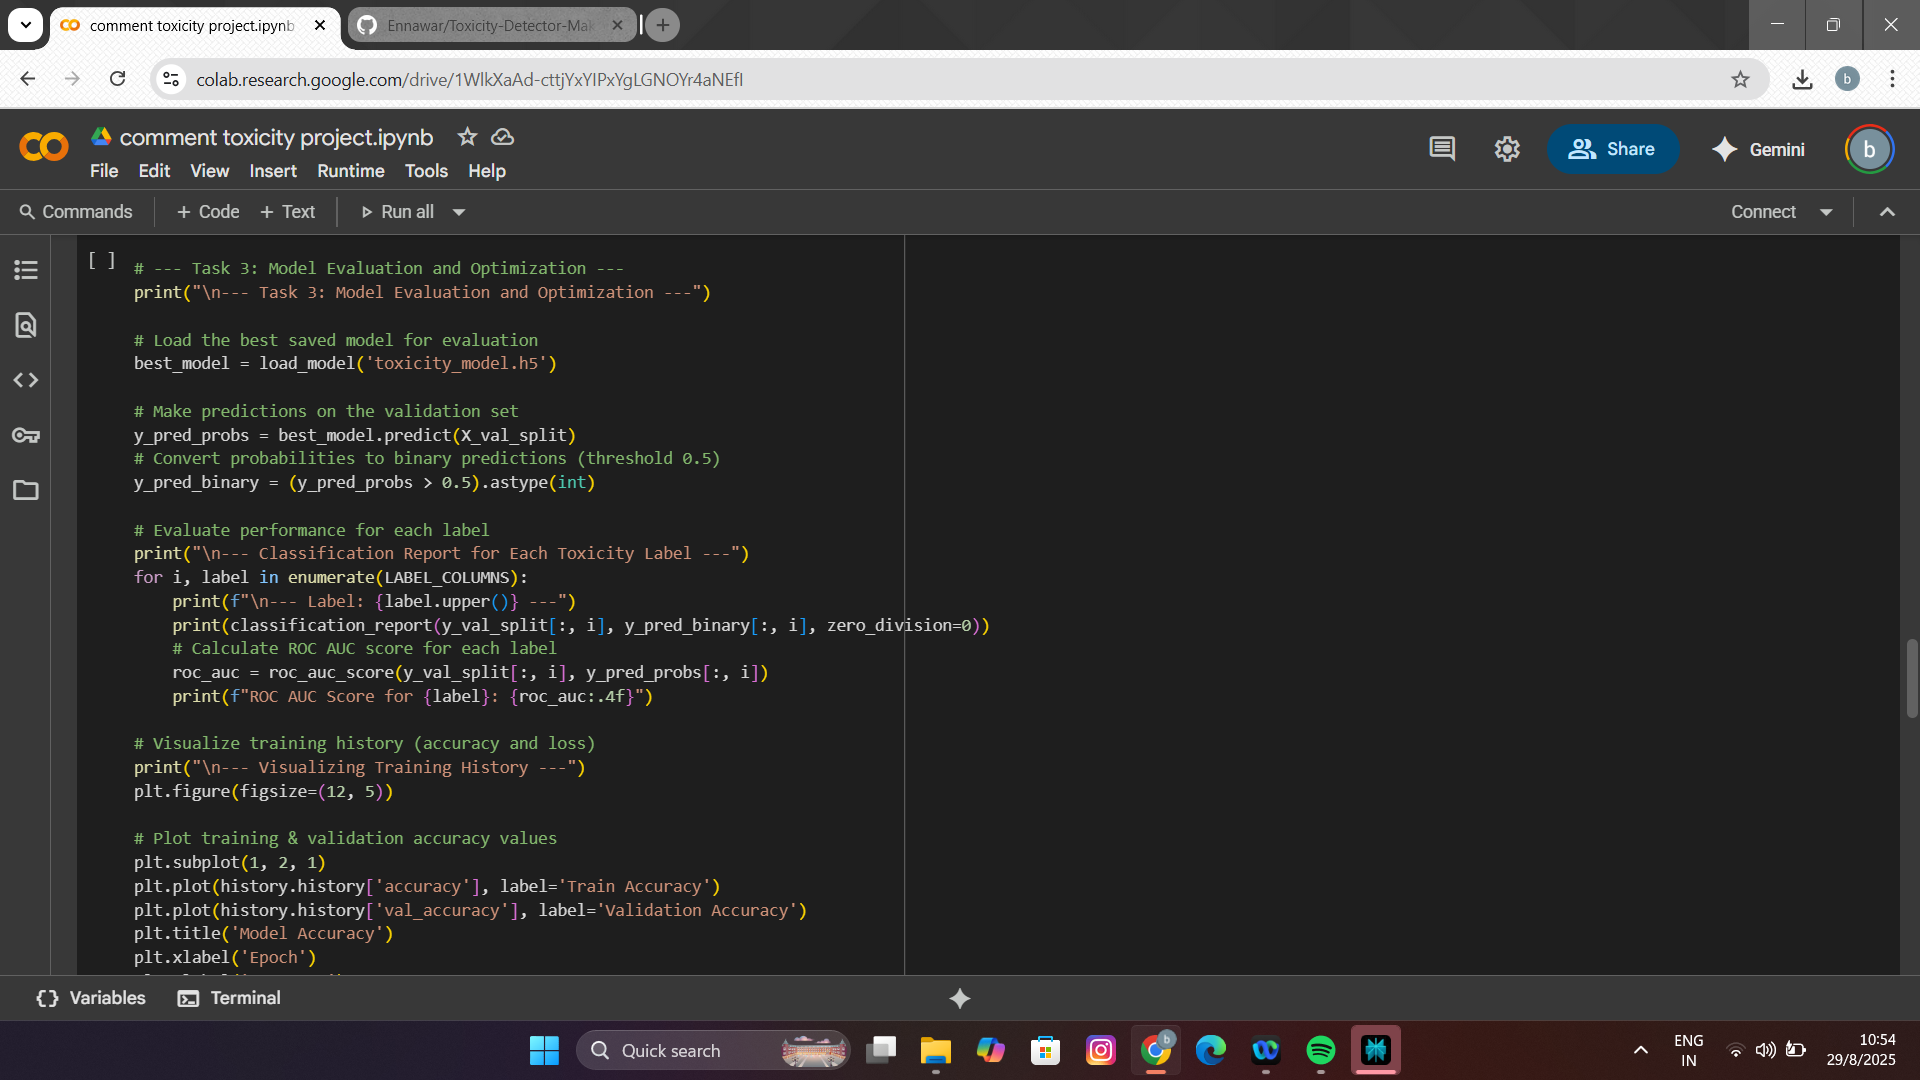 comment toxicity project.ipynb
Ennawar/Toxicity-Detector-Mak
colab.research.google.com/drive/1WlkXaAd-cttjYxYIPxYgLGNOYr4aNEfI
b
comment toxicity project.ipynb
File Edit View Insert Runtime Tools Help
Share
Gemini
b
Commands
+ Code + Text
Run all
Connect
[ ]
# --- Task 3: Model Evaluation and Optimization ---
print("\n--- Task 3: Model Evaluation and Optimization ---")
# Load the best saved model for evaluation
best_model = load_model('toxicity_model.h5')
# Make predictions on the validation set
y_pred_probs = best_model.predict(X_val_split)
# Convert probabilities to binary predictions (threshold 0.5)
y_pred_binary = (y_pred_probs > 0.5).astype(int)
# Evaluate performance for each label
print("\n--- Classification Report for Each Toxicity Label ---")
for i, label in enumerate(LABEL_COLUMNS):
print(f"\n--- Label: {label.upper()} ---")
print(classification_report(y_val_split[:, i], y_pred_binary[:, i], zero_division=0))
# Calculate ROC AUC score for each label
roc_auc = roc_auc_score(y_val_split[:, i], y_pred_probs[:, i])
print(f"ROC AUC Score for {label}: {roc_auc:.4f}")
# Visualize training history (accuracy and loss)
print("\n--- Visualizing Training History ---")
plt.figure(figsize=(12, 5))
# Plot training & validation accuracy values
plt.subplot(1, 2, 1)
plt.plot(history.history['accuracy'], label='Train Accuracy')
plt.plot(history.history['val_accuracy'], label='Validation Accuracy')
plt.title('Model Accuracy')
plt.xlabel('Epoch')
Variables
Terminal
Quick search
b
ENG
IN
10:54
29/8/2025